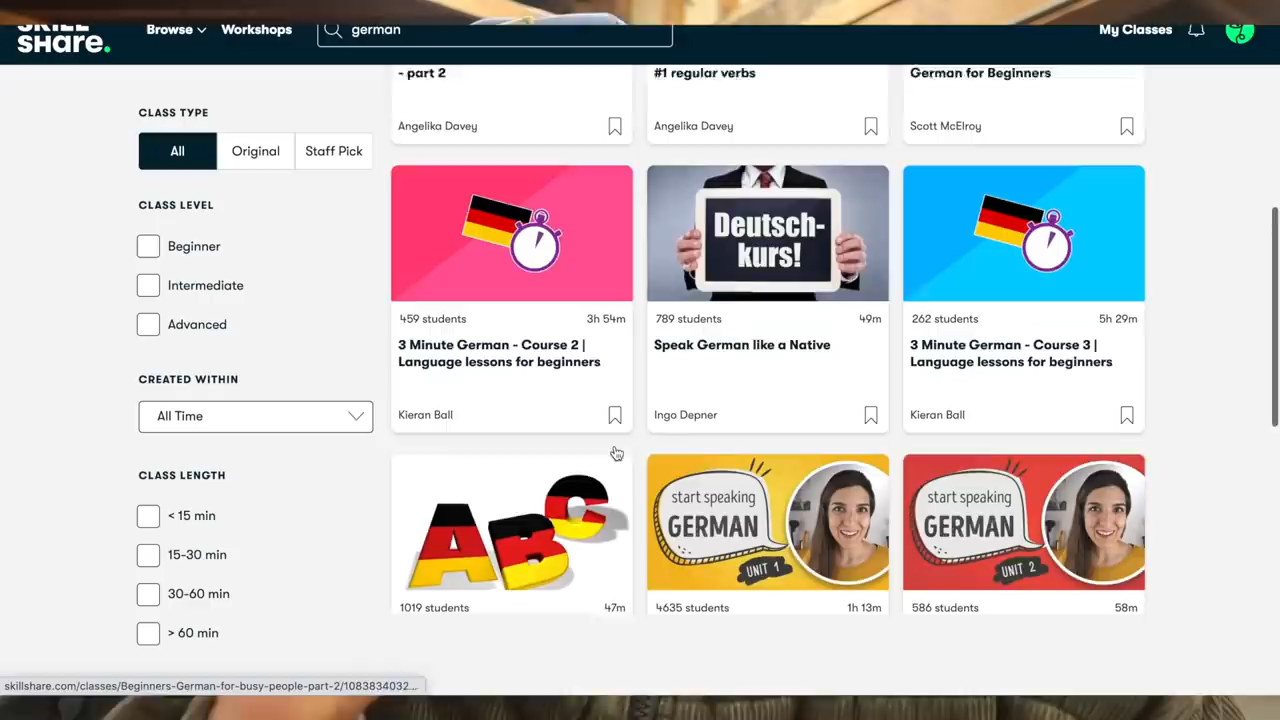 SKILL
SHare.
Browse
Workshops
german
My Classes
CLASS TYPE
All
Original
Staff Pick
CLASS LEVEL
Beginner
Intermediate
Advanced
CREATED WITHIN
All Time
CLASS LENGTH
< 15 min
15-30 min
30-60 min
> 60 min
- part 2
Angelika Davey
#1 regular verbs
Angelika Davey
German for Beginners
Scott McElroy
459 students
3h 54m
3 Minute German - Course 2 |
Language lessons for beginners
Kieran Ball
Deutsch-
kurs!
789 students
49m
Speak German like a Native
Ingo Depner
262 students
5h 29m
3 Minute German - Course 3 |
Language lessons for beginners
Kieran Ball
ABC
1019 students
47m
start speaking
GERMAN
UNIT 1
4635 students
1h 13m
start speaking
GERMAN
UNIT 2
586 students
58m
skillshare.com/classes/Beginners-German-for-busy-people-part-2/1083834032...